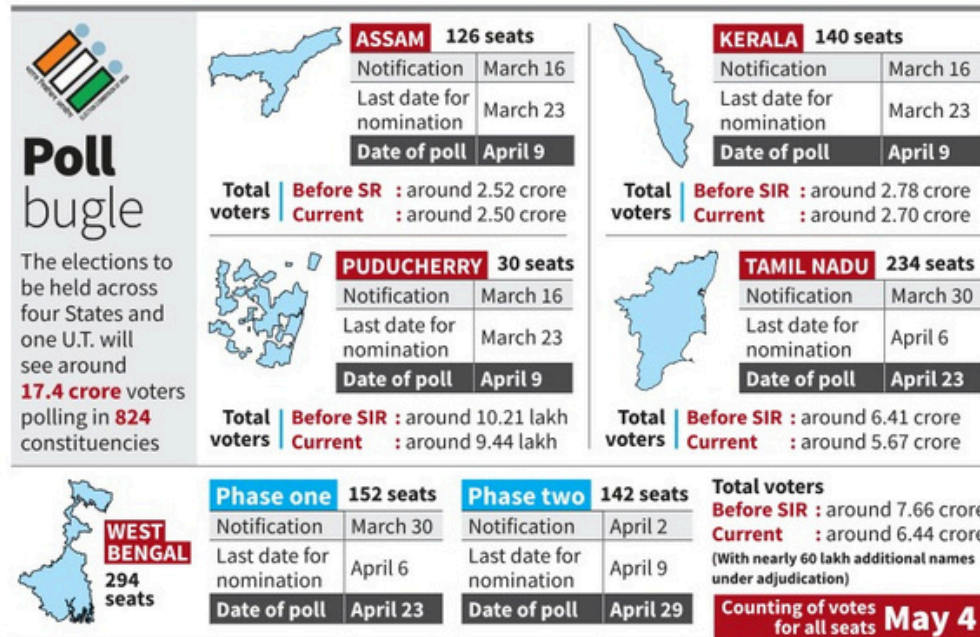 Poll
bugle
The elections to
be held across
four States and
one U.T. will
see around
17.4 crore voters
polling in 824
constituencies
ASSAM 126 seats
Notification March 16
Last date for
nomination March 23
Date of poll April 9
Total voters
Before SR : around 2.52 crore
Current : around 2.50 crore
KERALA 140 seats
Notification March 16
Last date for
nomination March 23
Date of poll April 9
Total voters
Before SIR : around 2.78 crore
Current : around 2.70 crore
PUDUCHERRY 30 seats
Notification March 16
Last date for
nomination March 23
Date of poll April 9
Total voters
Before SIR : around 10.21 lakh
Current : around 9.44 lakh
TAMIL NADU 234 seats
Notification March 30
Last date for
nomination April 6
Date of poll April 23
Total voters
Before SIR : around 6.41 crore
Current : around 5.67 crore
WEST
BENGAL
294
seats
Phase one 152 seats
Notification March 30
Last date for
nomination April 6
Date of poll April 23
Phase two 142 seats
Notification April 2
Last date for
nomination April 9
Date of poll April 29
Total voters
Before SIR : around 7.66 crore
Current : around 6.44 crore
(With nearly 60 lakh additional names
under adjudication)
Counting of votes
for all seats May 4